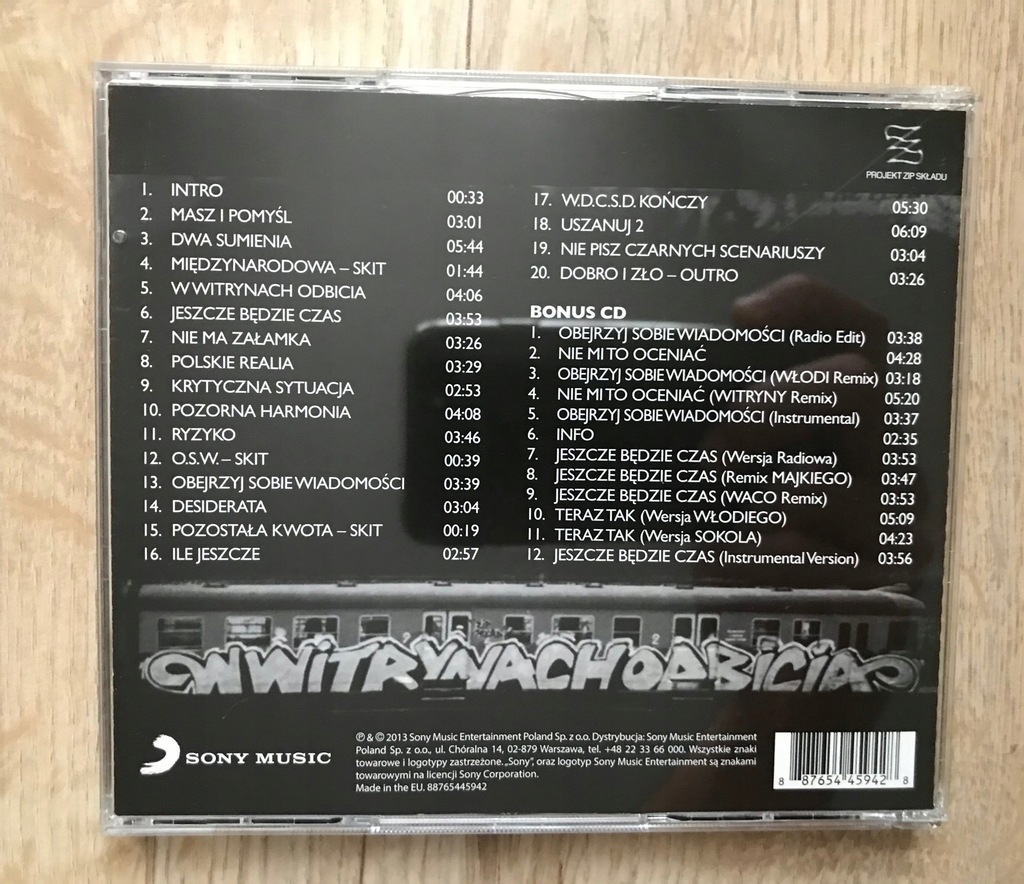 PROJEKT ZIP SKŁADU
1. INTRO 00:33
2. MASZ I POMYŚL 03:01
3. DWA SUMIENIA 05:44
4. MIĘDZYNARODOWA – SKIT 01:44
5. W WITRYNACH ODBICIA 04:06
6. JESZCZE BĘDZIE CZAS 03:53
7. NIE MA ZAŁAMKA 03:26
8. POLSKIE REALIA 03:29
9. KRYTYCZNA SYTUACJA 02:53
10. POZORNA HARMONIA 04:08
11. RYZYKO 03:46
12. O.S.W. – SKIT 00:39
13. OBEJRZYJ SOBIE WIADOMOŚCI 03:39
14. DESIDERATA 03:04
15. POZOSTAŁA KWOTA – SKIT 00:19
16. ILE JESZCZE 02:57
17. W.D.C.S.D. KOŃCZY 05:30
18. USZANUJ 2 06:09
19. NIE PISZ CZARNYCH SCENARIUSZY 03:04
20. DOBRO I ZŁO – OUTRO 03:26
BONUS CD
1. OBEJRZYJ SOBIE WIADOMOŚCI (Radio Edit) 03:38
2. NIE MI TO OCENIAĆ 04:28
3. OBEJRZYJ SOBIE WIADOMOŚCI (WŁODI Remix) 03:18
4. NIE MI TO OCENIAĆ (WITRYNY Remix) 05:20
5. OBEJRZYJ SOBIE WIADOMOŚCI (Instrumental) 03:37
6. INFO 02:35
7. JESZCZE BĘDZIE CZAS (Wersja Radiowa) 03:53
8. JESZCZE BĘDZIE CZAS (Remix MAJKIEGO) 03:47
9. JESZCZE BĘDZIE CZAS (WACO Remix) 03:53
10. TERAZ TAK (Wersja WŁODIEGO) 05:09
11. TERAZ TAK (Wersja SOKOLA) 04:23
12. JESZCZE BĘDZIE CZAS (Instrumental Version) 03:56
2 2
WWITRYNACHODBICIA
SONY MUSIC
℗ & © 2013 Sony Music Entertainment Poland Sp. z o.o. Dystrybucja: Sony Music Entertainment
Poland Sp. z o.o., ul. Chóralna 14, 02-879 Warszawa, tel. +48 22 33 66 000. Wszystkie znaki
towarowe i logotypy zastrzeżone. „Sony", oraz logotyp Sony Music Entertainment są znakami
towarowymi na licencji Sony Corporation.
Made in the EU. 88765445942
8 87654 45942 8